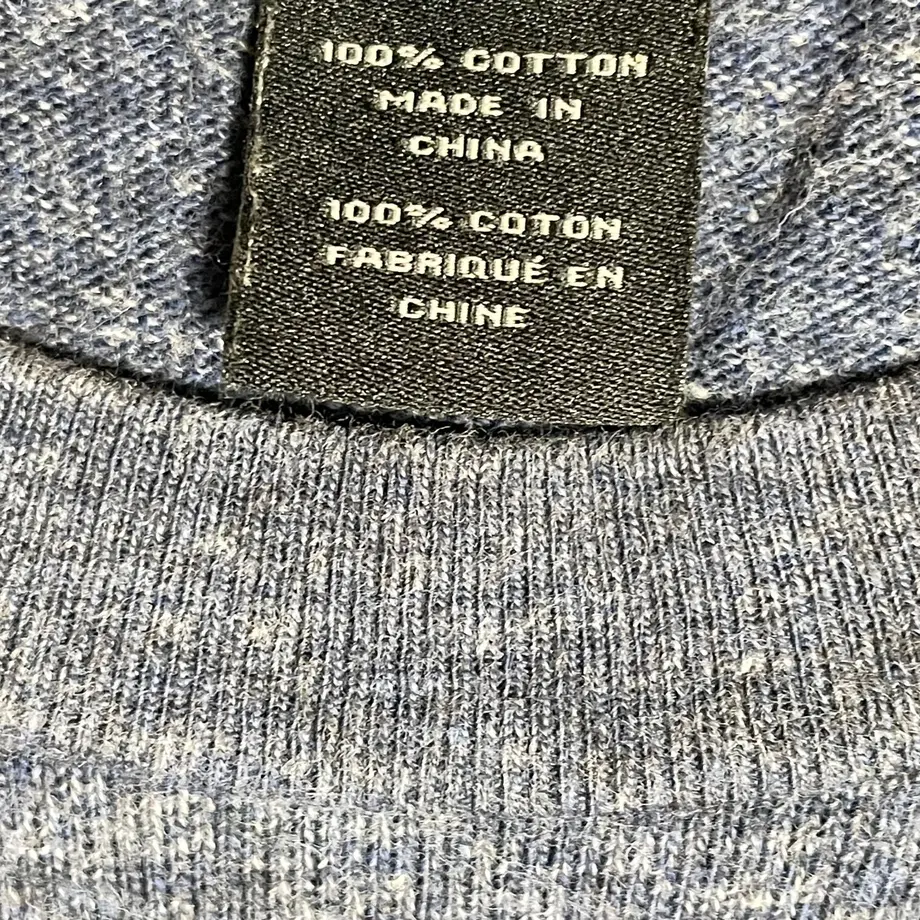 100% COTTON
MADE IN
CHINA
100% COTON
FABRIQUÉ EN
CHINE